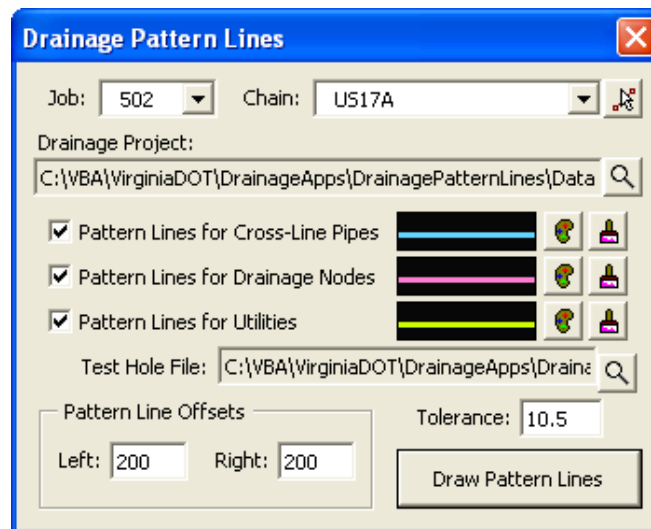 Drainage Pattern Lines
Job: 502 Chain: US17A
Drainage Project:
C:\VBA\VirginiaDOT\DrainageApps\DrainagePatternLines\Data
Pattern Lines for Cross-Line Pipes
Pattern Lines for Drainage Nodes
Pattern Lines for Utilities
Test Hole File: C:\VBA\VirginiaDOT\DrainageApps\Draina
Pattern Line Offsets
Left: 200 Right: 200
Tolerance: 10.5
Draw Pattern Lines